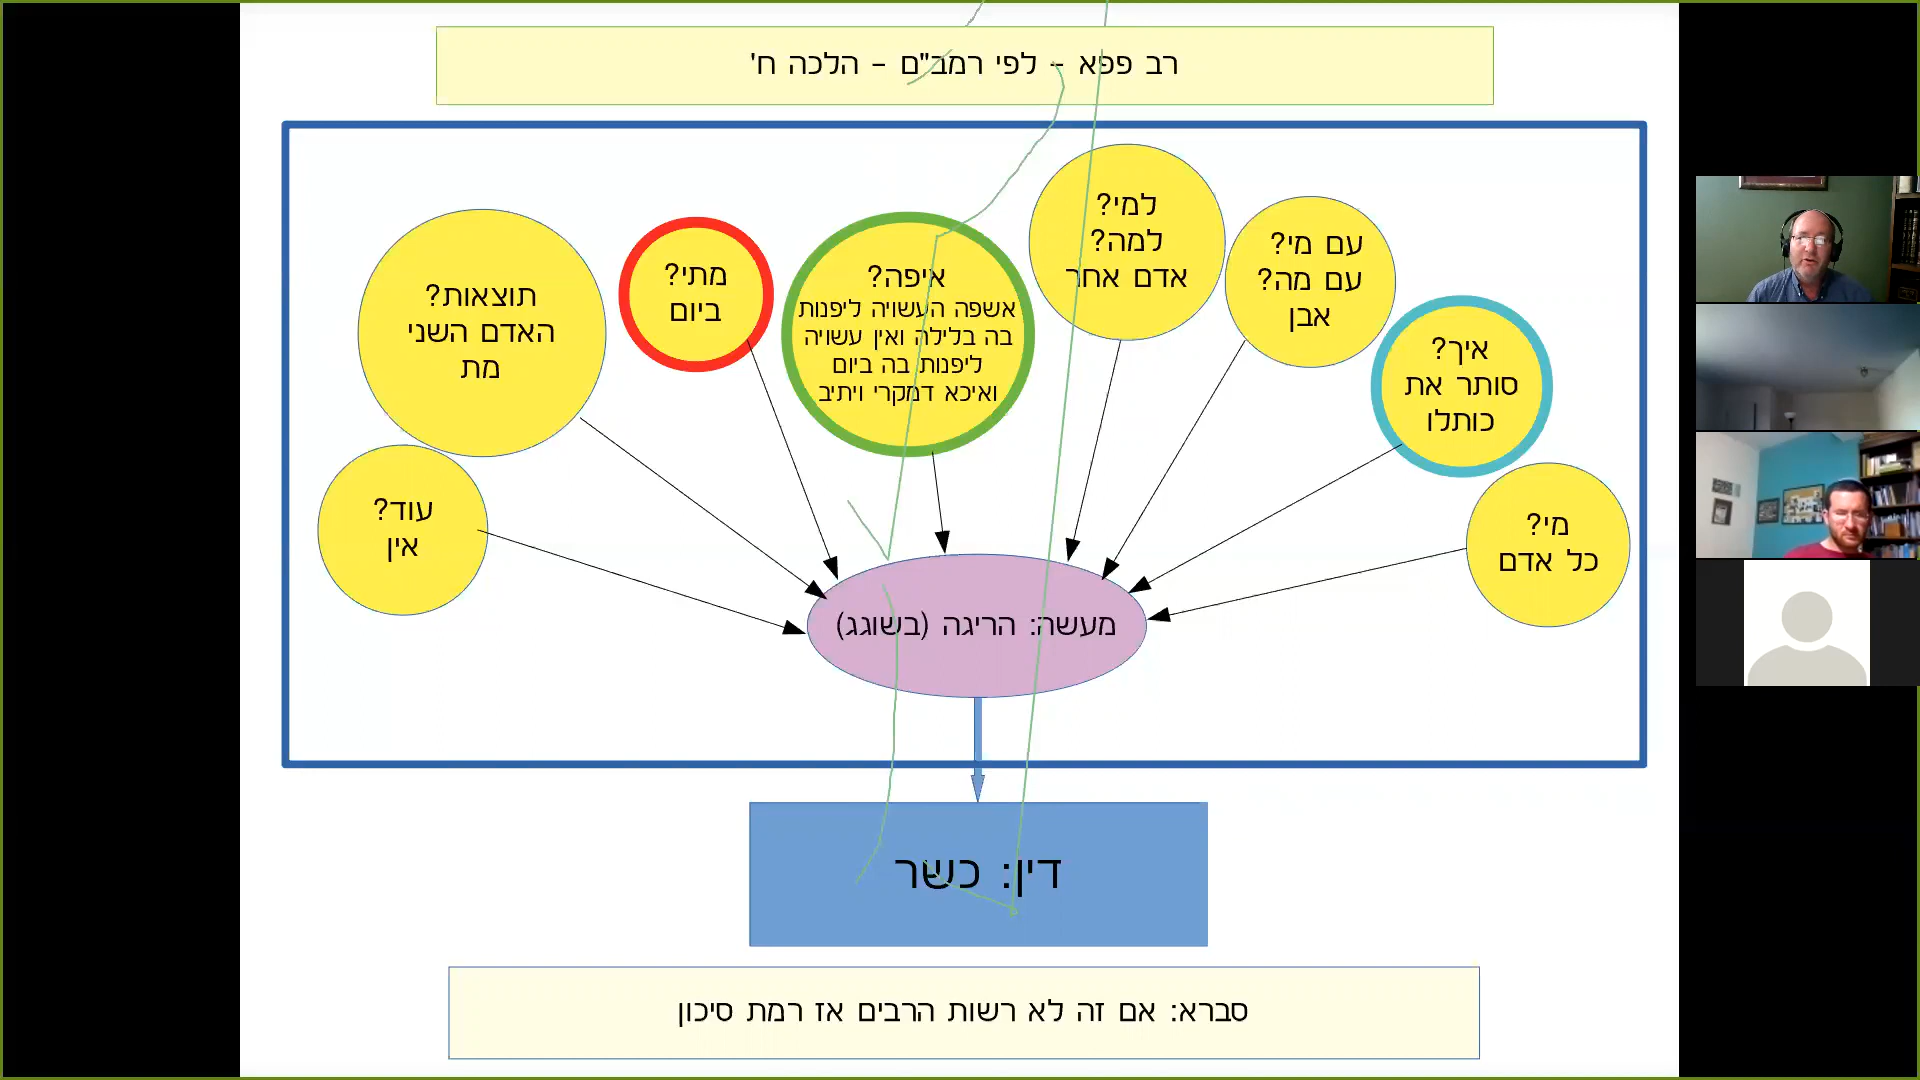 רב פפא - לפי רמב"ם – הלכה ח'
למי?
למה?
אדם אחר
עם מי?
עם מה?
אבן
איך?
סותר את
כותלו
מי?
כל אדם
איפה?
אשפה העשויה ליפנות
בה בלילה ואין עשויה
ליפנות בה ביום
ואיכא דמקרי ויתיב
מתי?
ביום
תוצאות?
האדם השני
מת
עוד?
אין
מעשה: הריגה (בשוגג)
דין: כשר
סברא: אם זה לא רשות הרבים אז רמת סיכון